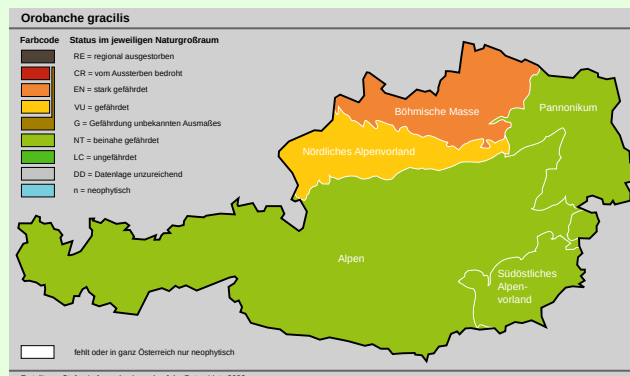 Orobanche gracilis
Farbcode Status im jeweiligen Naturgroßraum
RE = regional ausgestorben
CR = vom Aussterben bedroht
EN = stark gefährdet
VU = gefährdet
G = Gefährdung unbekannten Ausmaßes
NT = beinahe gefährdet
LC = ungefährdet
DD = Datenlage unzureichend
n = neophytisch
Böhmische Masse
Pannonikum
Nördliches Alpenvorland
Alpen
Südöstliches
Alpen-
vorland
fehlt oder in ganz Österreich nur neophytisch